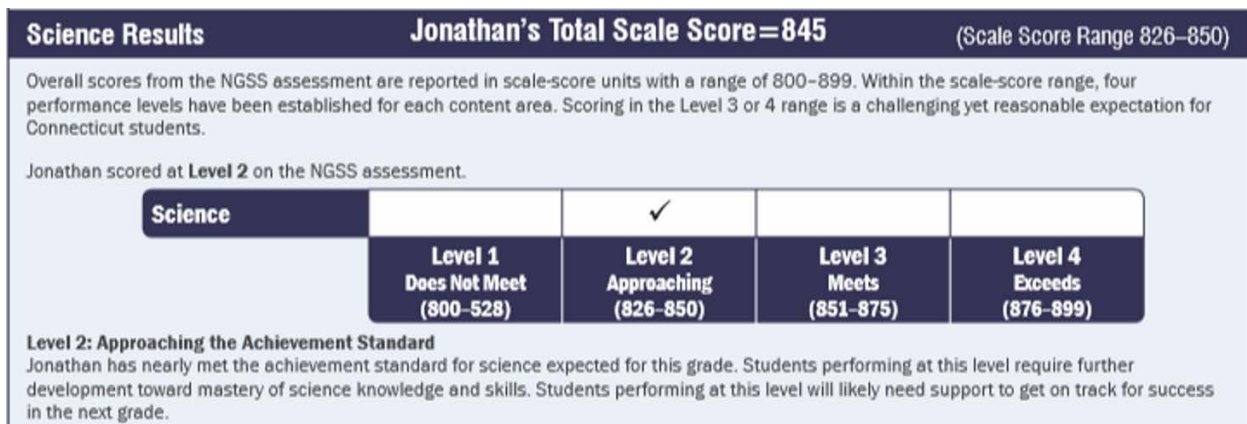 Science Results Jonathan's Total Scale Score=845 (Scale Score Range 826–850)
Overall scores from the NGSS assessment are reported in scale-score units with a range of 800–899. Within the scale-score range, four
performance levels have been established for each content area. Scoring in the Level 3 or 4 range is a challenging yet reasonable expectation for
Connecticut students.
Jonathan scored at Level 2 on the NGSS assessment.
Science ✓
Level 1 Level 2 Level 3 Level 4
Does Not Meet Approaching Meets Exceeds
(800–528) (826–850) (851–875) (876–899)
Level 2: Approaching the Achievement Standard
Jonathan has nearly met the achievement standard for science expected for this grade. Students performing at this level require further
development toward mastery of science knowledge and skills. Students performing at this level will likely need support to get on track for success
in the next grade.